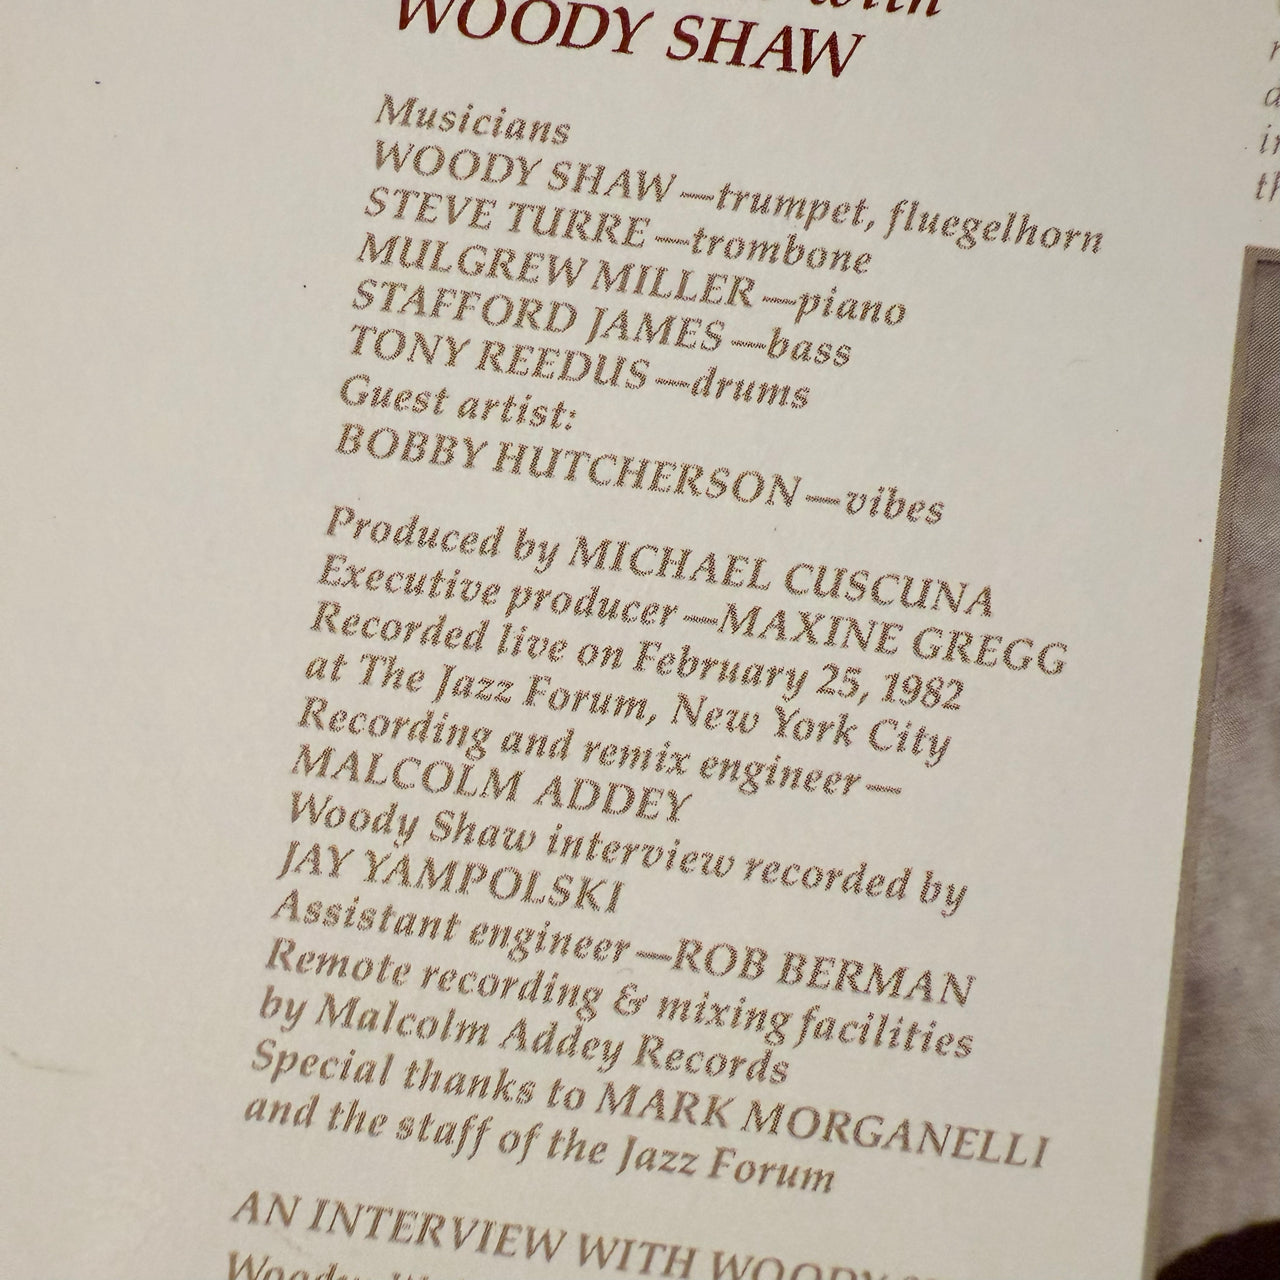 with
WOODY SHAW
Musicians
WOODY SHAW—trumpet, fluegelhorn
STEVE TURRE—trombone
MULGREW MILLER—piano
STAFFORD JAMES—bass
TONY REEDUS—drums
Guest artist:
BOBBY HUTCHERSON—vibes
Produced by MICHAEL CUSCUNA
Executive producer—MAXINE GREGG
Recorded live on February 25, 1982
at The Jazz Forum, New York City
Recording and remix engineer—
MALCOLM ADDEY
Woody Shaw interview recorded by
JAY YAMPOLSKI
Assistant engineer—ROB BERMAN
Remote recording & mixing facilities
by Malcolm Addey Records
Special thanks to MARK MORGANELLI
and the staff of the Jazz Forum
AN INTERVIEW WITH WOODY